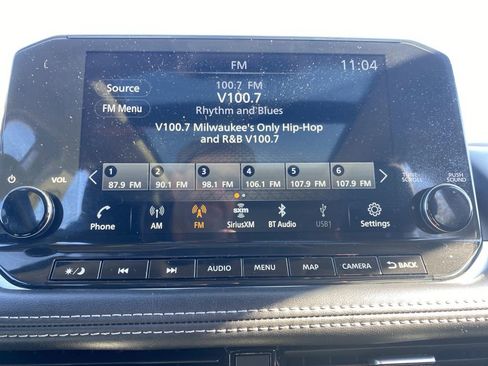 FM
11:04
Source
100.7 FM
V100.7
FM Menu
Rhythm and Blues
V100.7 Milwaukee's Only Hip-Hop
and R&B V100.7
1 2 3 4 5 6
87.9 FM 90.1 FM 98.1 FM 106.1 FM 107.9 FM 107.9 FM
VOL
TUNE
SCROLL
PUSH
SOUND
sxm
Phone AM FM SiriusXM BT Audio USB1 Settings
AUDIO MENU MAP CAMERA BACK